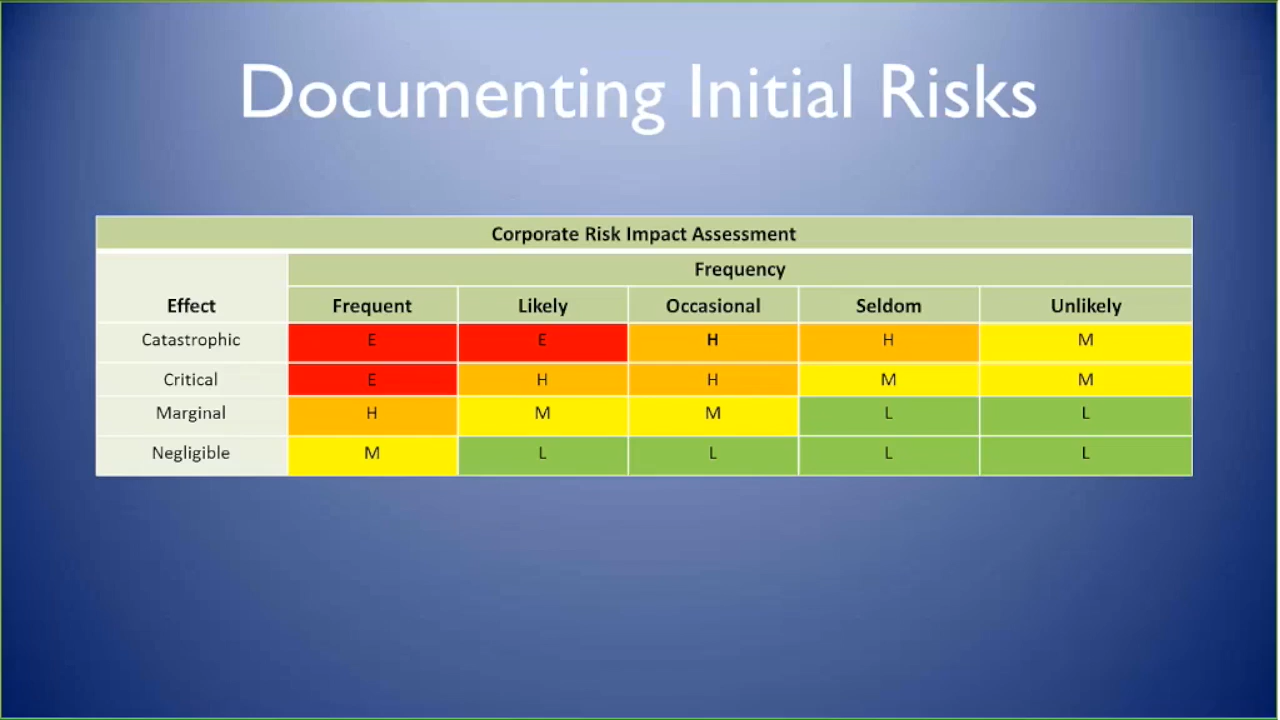 Documenting Initial Risks
Corporate Risk Impact Assessment
Frequency
Effect Frequent Likely Occasional Seldom Unlikely
Catastrophic E E H H M
Critical E H H M M
Marginal H M M L L
Negligible M L L L L